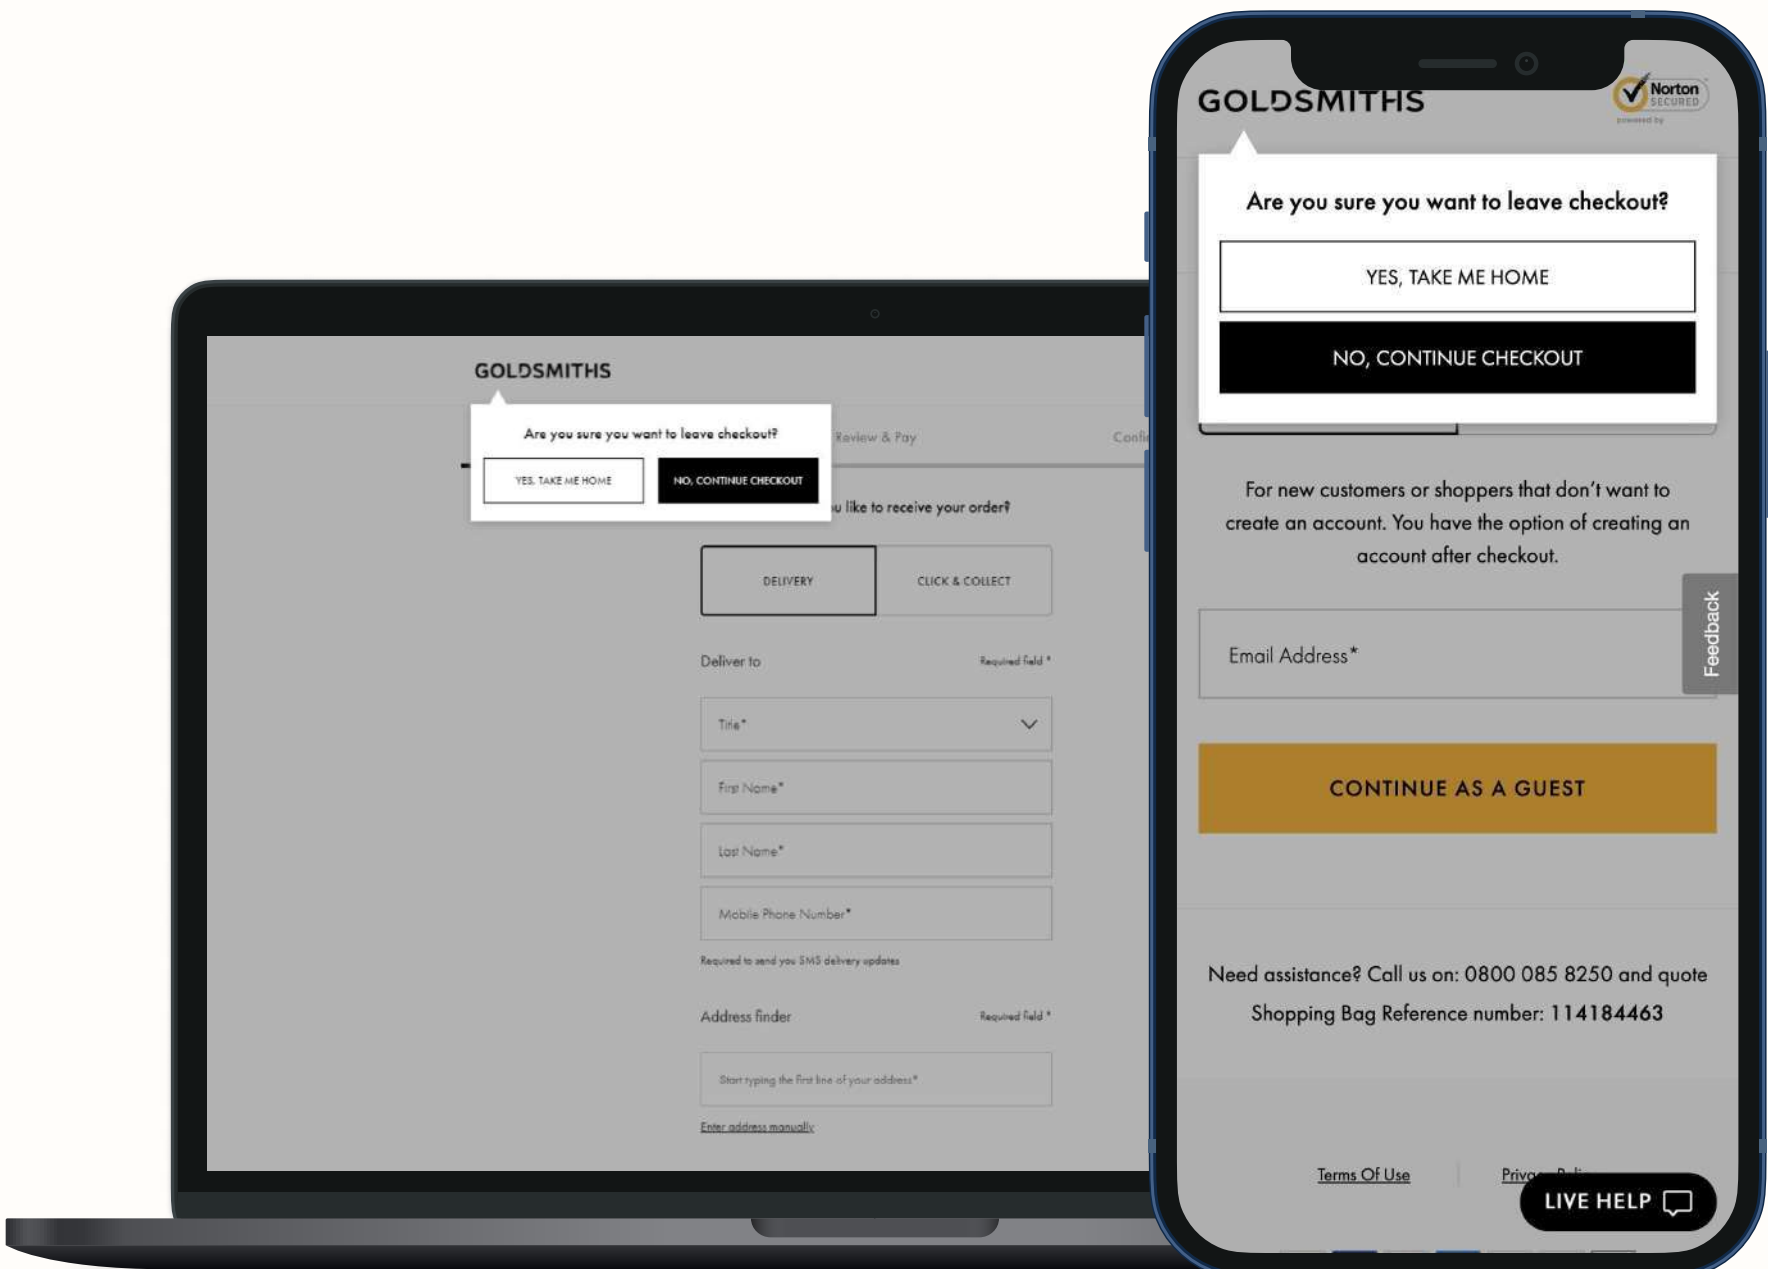 GOLDSMITHS
Are you sure you want to leave checkout?
YES, TAKE ME HOME
NO, CONTINUE CHECKOUT
Review & Pay
u like to receive your order?
DELIVERY
CLICK & COLLECT
Deliver to
Required field *
Title*
First Name*
Last Name*
Mobile Phone Number*
Required to send you SMS delivery updates
Address finder
Required field *
Start typing the first line of your address*
Enter address manually
GOLDSMITHS
Norton
SECURED
powered by
Are you sure you want to leave checkout?
YES, TAKE ME HOME
NO, CONTINUE CHECKOUT
For new customers or shoppers that don't want to
create an account. You have the option of creating an
account after checkout.
Email Address*
Feedback
CONTINUE AS A GUEST
Need assistance? Call us on: 0800 085 8250 and quote
Shopping Bag Reference number: 114184463
Terms Of Use
LIVE HELP